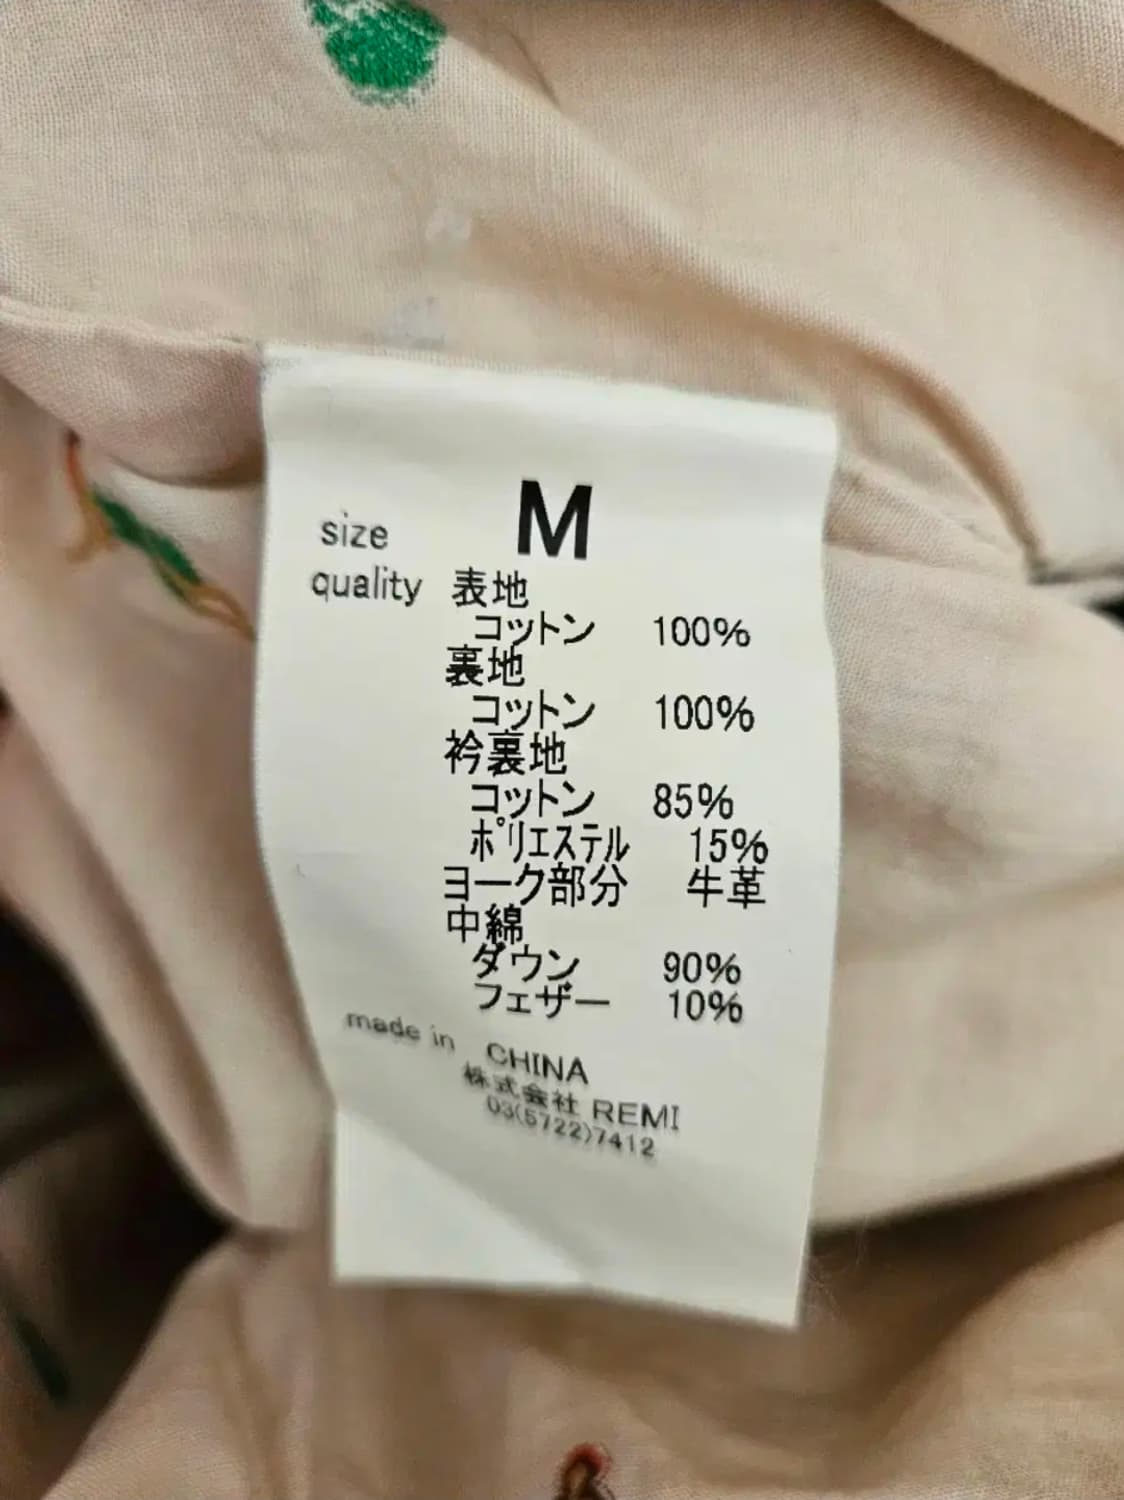 size M
quality 表地
コットン 100%
裏地
コットン 100%
衿裏地
コットン 85%
ﾎﾟﾘｴｽﾃﾙ 15%
ヨーク部分 牛革
中綿
ダウン 90%
フェザー 10%
made in CHINA
株式会社 REMI
03(5722)7412